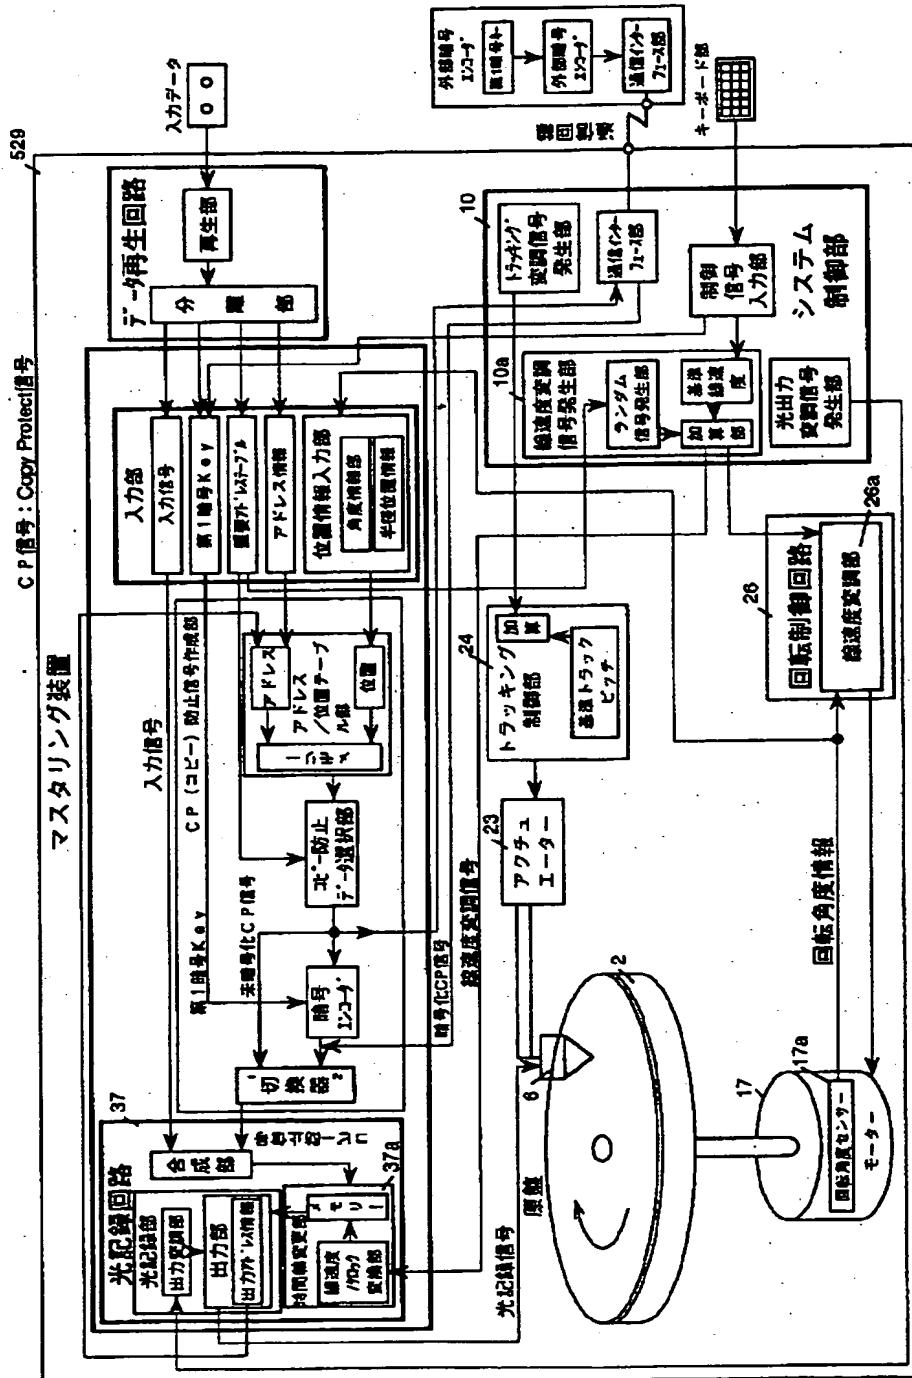 529
CP信号:Copy Protect信号
マスタリング装置
入力データ
データ再生回路
再生部
分離部
入力部
入力信号
第1暗号Key
重要アドレステーブル
アドレス情報
位置情報入力部
角度情報部
半径位置情報
入力信号
CP(コピー)防止信号作成部
第1暗号Key
アドレス
アドレス
/位置テーブ
ル部
位置
コピー防止
データ選択部
未暗号化CP信号
暗号
エンコーダ
暗号化CP信号
1
切換器
2
37
光記録回路
合成部
光記録部
出力変調部
出力部
出力アドレス情報
時間軸変更部
37a
メモリー
線速度
/クロック
変換部
外部暗号
エンコーダ
第1暗号キー
外部暗号
エンコーダ
通信インター
フェース部
キーボード部
10
トラッキング
変調信号
発生部
通信インター
フェース部
制御
信号
入力部
システム
制御部
10a
線速度変調
信号発生部
ランダム
信号発生部
基準
線速
度
加算部
光出力
変調信号
発生部
線速度変調信号
24
トラッキング
制御部
加算
基準トラック
ピッチ
23
アクチュ
エーター
26
回転制御回路
26a
線速度変調部
回転角度情報
光記録信号
原盤
6
2
17
17a
回転角度センサー
モーター